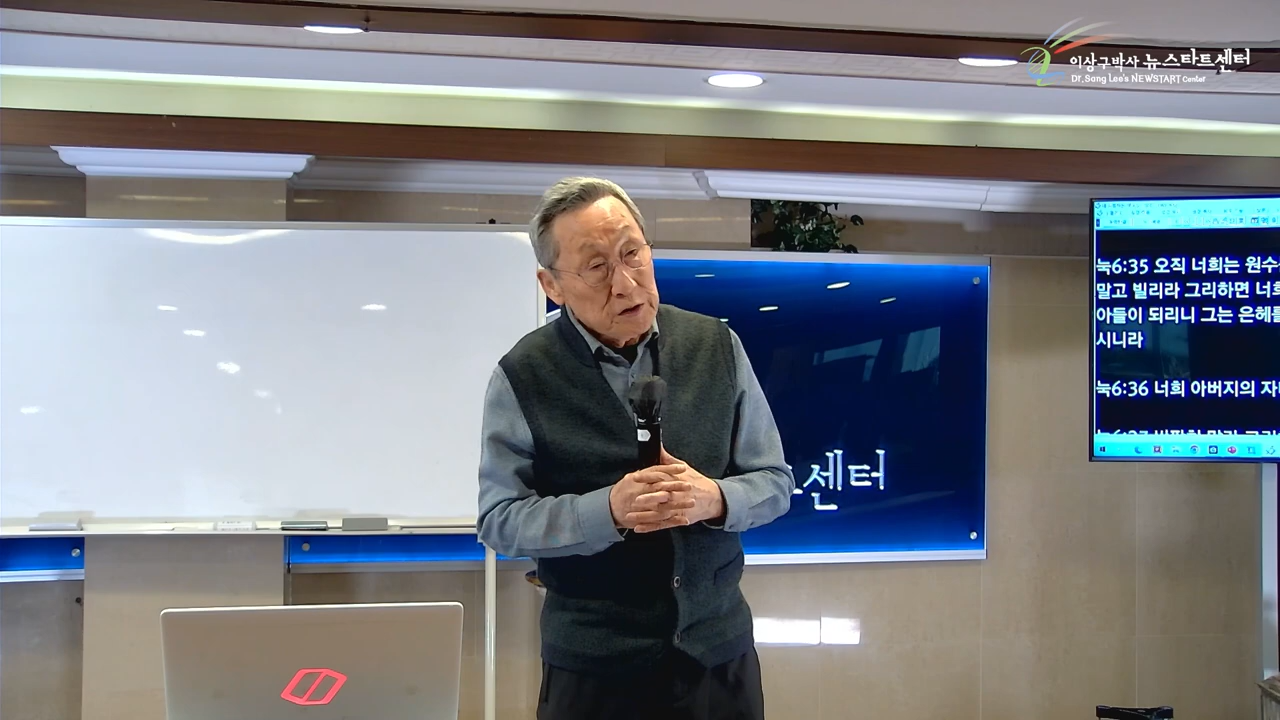 이상구박사 뉴스타트센터
Dr. Sang Lee's NEWSTART Center
눅6:35 오직 너희는 원수
말고 빌리라 그리하면 너희
아들이 되리니 그는 은혜를
시니라
눅6:36 너희 아버지의 자
센터